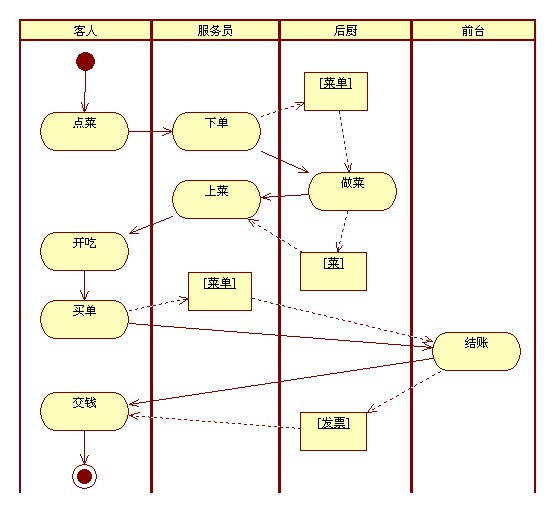 客人 服务员 后厨 前台
[菜单]
点菜 下单
做菜
上菜
开吃
[菜]
[菜单]
买单
结账
交钱
[发票]